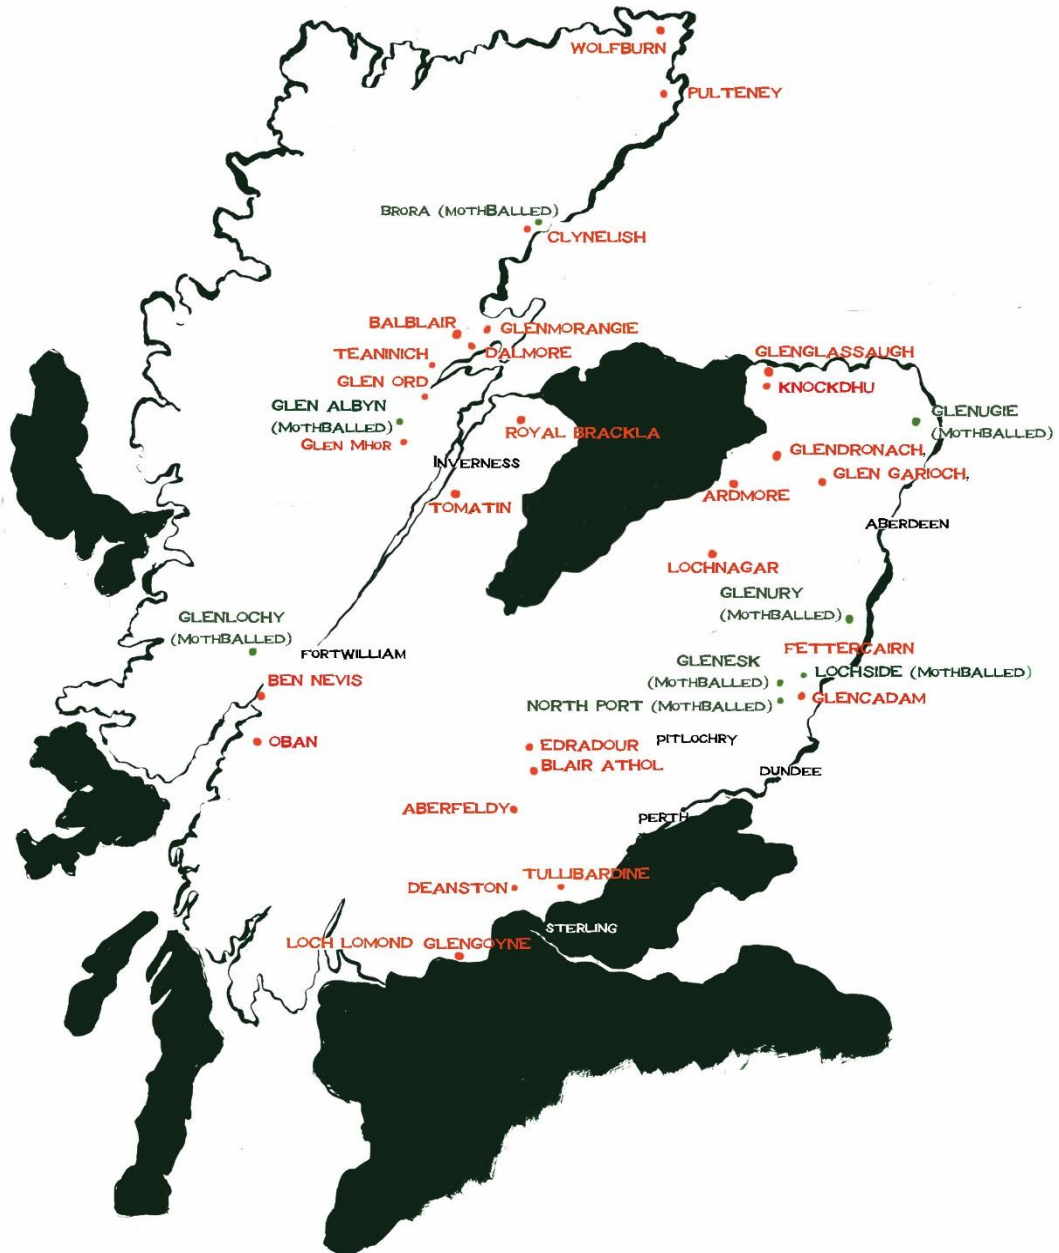 WOLFBURN
PULTENEY
BRORA (MOTHBALLED)
CLYNELISH
BALBLAIR
GLENMORANGIE
TEANINICH
DALMORE
GLENGLASSAUGH
GLEN ORD
KNOCKDHU
GLEN ALBYN
(MOTHBALLED)
GLEN MHOR
ROYAL BRACKLA
GLENUGIE
(MOTHBALLED)
INVERNESS
GLENDRONACH,
GLEN GARIOCH,
TOMATIN
ARDMORE
ABERDEEN
LOCHNAGAR
GLENURY
(MOTHBALLED)
GLENLOCHY
(MOTHBALLED)
FORTWILLIAM
FETTERCAIRN
GLENESK
(MOTHBALLED)
LOCHSIDE (MOTHBALLED)
BEN NEVIS
NORTH PORT (MOTHBALLED)
GLENCADAM
OBAN
EDRADOUR
PITLOCHRY
BLAIR ATHOL
DUNDEE
ABERFELDY
PERTH
TULLIBARDINE
DEANSTON
STERLING
LOCH LOMOND GLENGOYNE